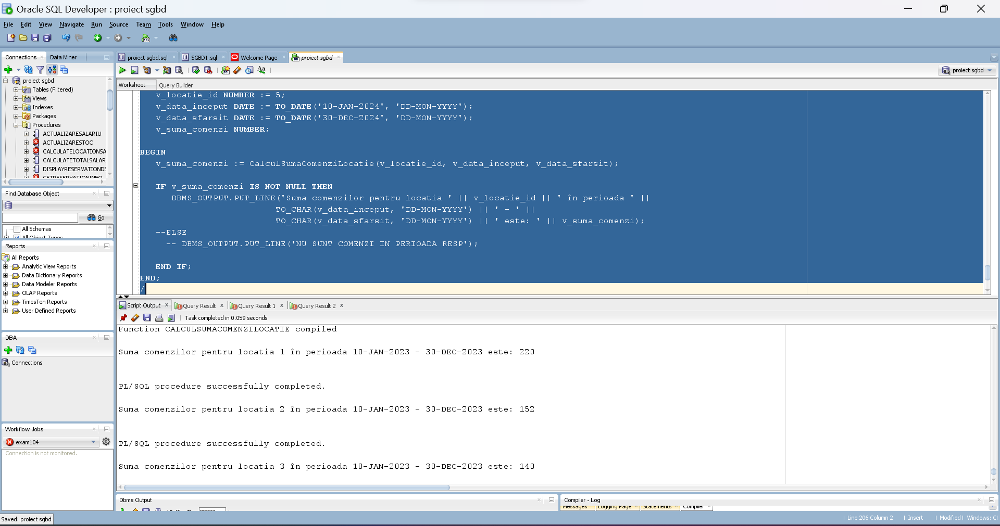 Oracle SQL Developer : proiect sgbd
File Edit View Navigate Run Source Team Tools Window Help
Connections Data Miner
proiect sgbd.sql SGBD1.sql Welcome Page proiect sgbd
proiect sgbd
Worksheet Query Builder
proiect sgbd
Tables (Filtered)
Views
Indexes
Packages
Procedures
ACTUALIZARESALARIU
ACTUALIZARESTOC
CALCULATELOCATIONSA
CALCULATETOTALSALAR
DISPLAYRESERVATIONDE
GETRESERVATIONINFO
v_locatie_id NUMBER := 5;
v_data_inceput DATE := TO_DATE('10-JAN-2024', 'DD-MON-YYYY');
v_data_sfarsit DATE := TO_DATE('30-DEC-2024', 'DD-MON-YYYY');
v_suma_comenzi NUMBER;
BEGIN
v_suma_comenzi := CalculSumaComenziLocatie(v_locatie_id, v_data_inceput, v_data_sfarsit);
IF v_suma_comenzi IS NOT NULL THEN
DBMS_OUTPUT.PUT_LINE('Suma comenzilor pentru locatia ' || v_locatie_id || ' în perioada ' ||
TO_CHAR(v_data_inceput, 'DD-MON-YYYY') || ' - ' ||
TO_CHAR(v_data_sfarsit, 'DD-MON-YYYY') || ' este: ' || v_suma_comenzi);
--ELSE
-- DBMS_OUTPUT.PUT_LINE('NU SUNT COMENZI IN PERIOADA RESP');
END IF;
END;
/
Find Database Object
Go
All Schemas
All Object Types
Reports
All Reports
Analytic View Reports
Data Dictionary Reports
Data Modeler Reports
OLAP Reports
TimesTen Reports
User Defined Reports
DBA
Connections
Workflow Jobs
exam104
Connection is not monitored.
Script Output Query Result Query Result 1 Query Result 2
Task completed in 0.059 seconds
Function CALCULSUMACOMENZILOCATIE compiled
Suma comenzilor pentru locatia 1 în perioada 10-JAN-2023 - 30-DEC-2023 este: 220
PL/SQL procedure successfully completed.
Suma comenzilor pentru locatia 2 în perioada 10-JAN-2023 - 30-DEC-2023 este: 152
PL/SQL procedure successfully completed.
Suma comenzilor pentru locatia 3 în perioada 10-JAN-2023 - 30-DEC-2023 este: 140
Dbms Output
Compiler - Log
Messages Logging Page Statements Compiler
Saved: proiect sgbd
Line 206 Column 2 | Insert | Modified | Windows: Cl